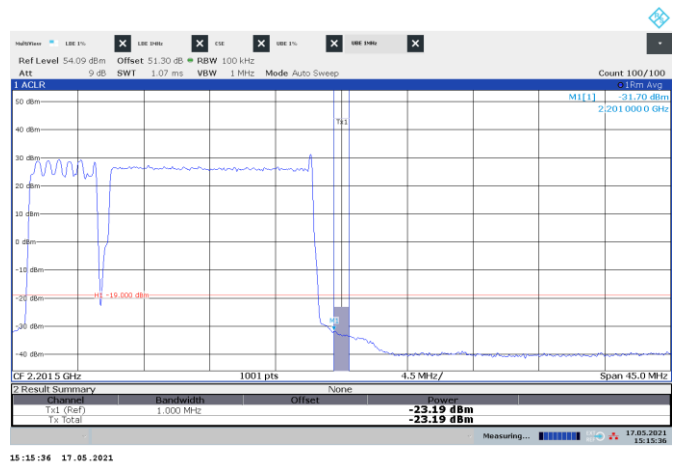 MultiView LBE 1% LBE 1MHz CSE UBE 1% UBE 1MHz
Ref Level 54.09 dBm Offset 51.30 dB RBW 100 kHz
Att 9 dB SWT 1.07 ms VBW 1 MHz Mode Auto Sweep Count 100/100
1 ACLR 1Rm Avg
M1[1] -31.70 dBm
2.201 000 0 GHz
50 dBm
Tx1
40 dBm
30 dBm
20 dBm
10 dBm
0 dBm
-10 dBm
H1 -19.000 dBm
-20 dBm
M1
-30 dBm
-40 dBm
CF 2.2015 GHz 1001 pts 4.5 MHz/ Span 45.0 MHz
2 Result Summary None
Channel Bandwidth Offset Power
Tx1 (Ref) 1.000 MHz -23.19 dBm
Tx Total -23.19 dBm
Measuring... 17.05.2021
15:15:36
15:15:36 17.05.2021